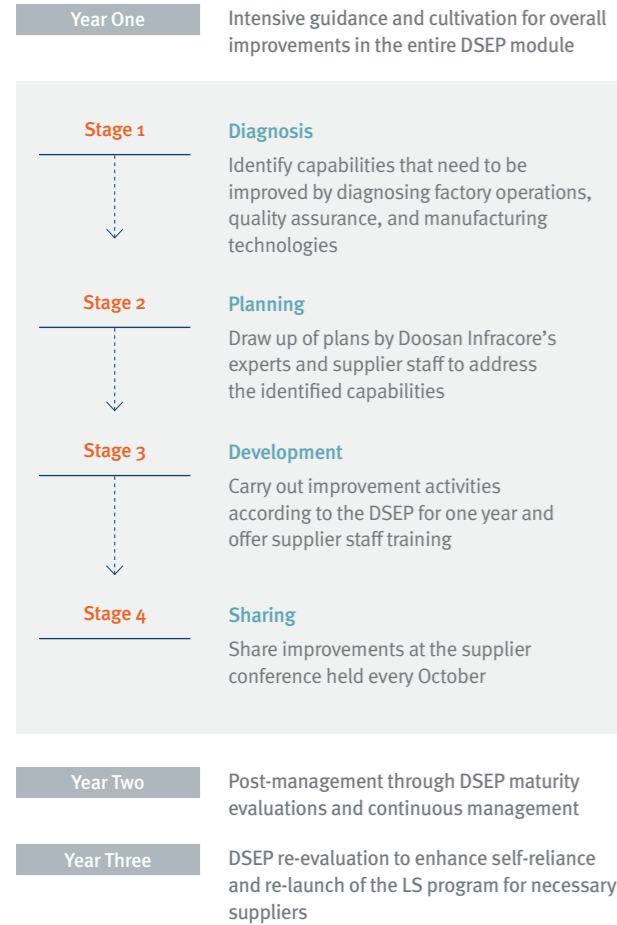 Year One
Intensive guidance and cultivation for overall
improvements in the entire DSEP module
Stage 1
Diagnosis
Identify capabilities that need to be
improved by diagnosing factory operations,
quality assurance, and manufacturing
technologies
Stage 2
Planning
Draw up of plans by Doosan Infracore’s
experts and supplier staff to address
the identified capabilities
Stage 3
Development
Carry out improvement activities
according to the DSEP for one year and
offer supplier staff training
Stage 4
Sharing
Share improvements at the supplier
conference held every October
Year Two
Post-management through DSEP maturity
evaluations and continuous management
Year Three
DSEP re-evaluation to enhance self-reliance
and re-launch of the LS program for necessary
suppliers